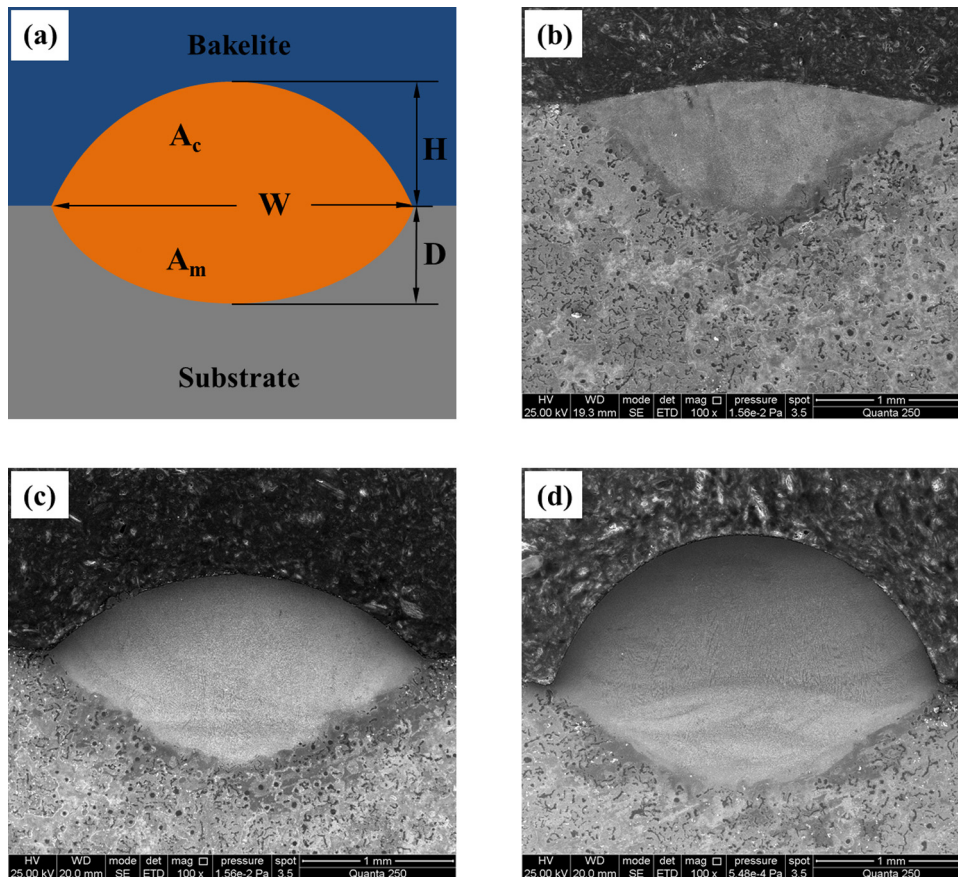 (a)
Bakelite
Ac
H
W
D
Am
Substrate
(b)
HV WD mode det mag □ pressure spot 1 mm
25.00 kV 19.3 mm SE ETD 100 x 1.56e-2 Pa 3.5 Quanta 250
(c)
HV WD mode det mag □ pressure spot 1 mm
25.00 kV 20.0 mm SE ETD 100 x 1.56e-2 Pa 3.5 Quanta 250
(d)
HV WD mode det mag □ pressure spot 1 mm
25.00 kV 20.0 mm SE ETD 100 x 5.48e-4 Pa 3.5 Quanta 250